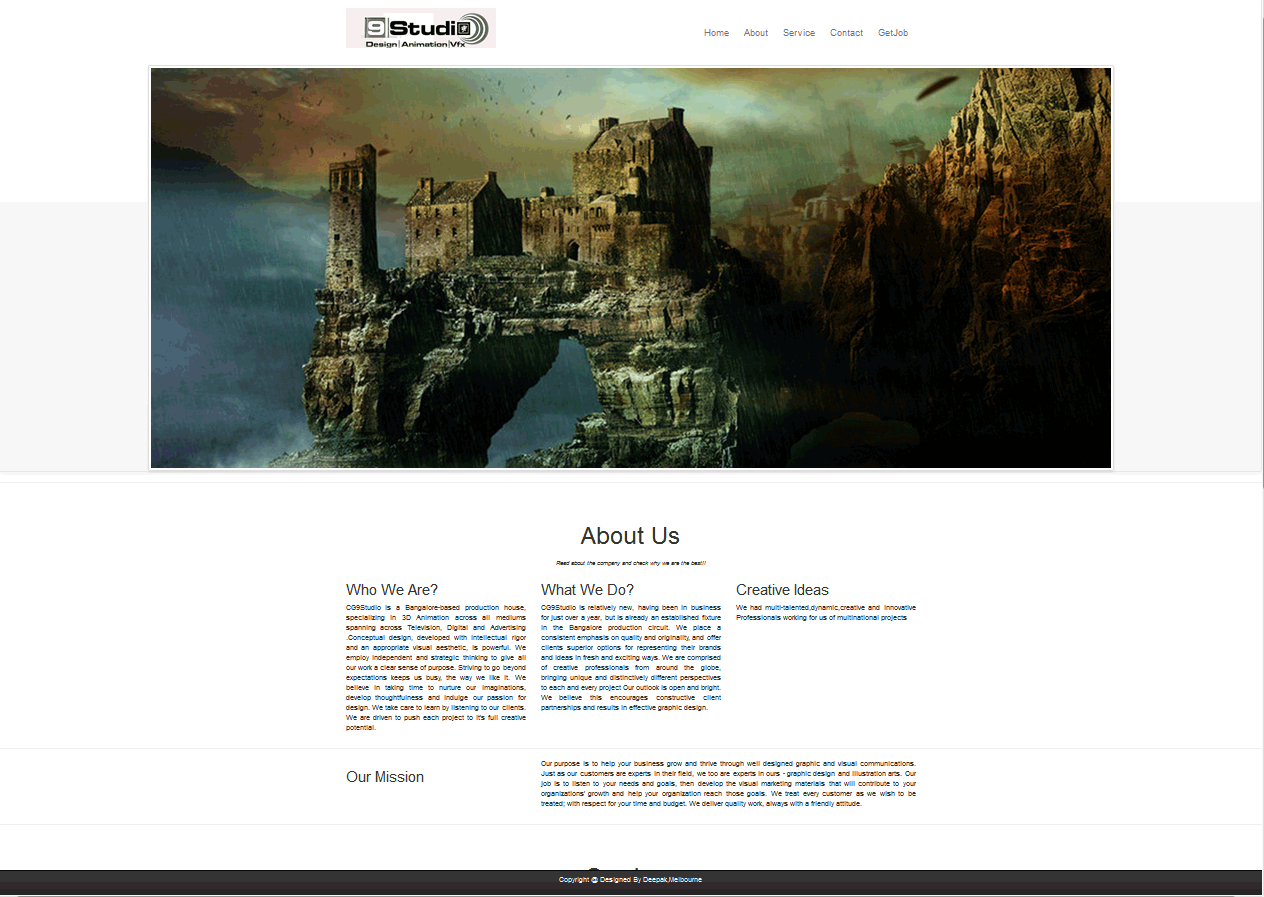 9 Studio
Design|Animation|Vfx
Home About Service Contact GetJob
About Us
Read about the company and check why we are the best!!
Who We Are?
CG9Studio is a Bangalore-based production house,
specializing in 3D Animation across all mediums
spanning across Television, Digital and Advertising
.Conceptual design, developed with intellectual rigor
and an appropriate visual aesthetic, is powerful. We
employ independent and strategic thinking to give all
our work a clear sense of purpose. Striving to go beyond
expectations keeps us busy, the way we like it. We
believe in taking time to nurture our imaginations,
develop thoughtfulness and indulge our passion for
design. We take care to learn by listening to our clients.
We are driven to push each project to it's full creative
potential.
What We Do?
CG9Studio is relatively new, having been in business
for just over a year, but is already an established fixture
in the Bangalore production circuit. We place a
consistent emphasis on quality and originality, and offer
clients superior options for representing their brands
and ideas in fresh and exciting ways. We are comprised
of creative professionals from around the globe,
bringing unique and distinctively different perspectives
to each and every project Our outlook is open and bright.
We believe this encourages constructive client
partnerships and results in effective graphic design.
Creative Ideas
We had multi-talented,dynamic,creative and innovative
Professionals working for us of multinational projects
Our Mission
Our purpose is to help your business grow and thrive through well designed graphic and visual communications.
Just as our customers are experts in their field, we too are experts in ours - graphic design and illustration arts. Our
job is to listen to your needs and goals, then develop the visual marketing materials that will contribute to your
organizations' growth and help your organization reach those goals. We treat every customer as we wish to be
treated; with respect for your time and budget. We deliver quality work, always with a friendly attitude.
Copyright @ Designed By Deepak,Melbourne